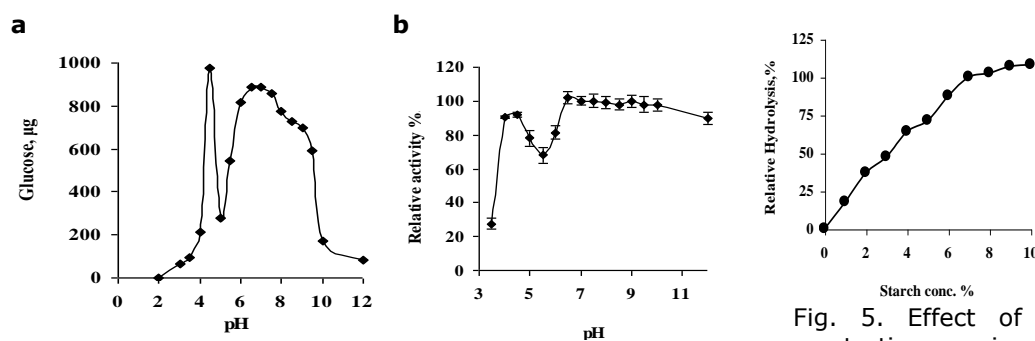 a
1000
800
600
400
200
0
Glucose, µg
0 2 4 6 8 10 12
pH
b
120
100
80
60
40
20
0
Relative activity %
3 5 7 9 11
pH
125
100
75
50
25
0
Relative Hydrolysis,%
0 2 4 6 8 10
Starch conc. %
Fig. 5. Effect of